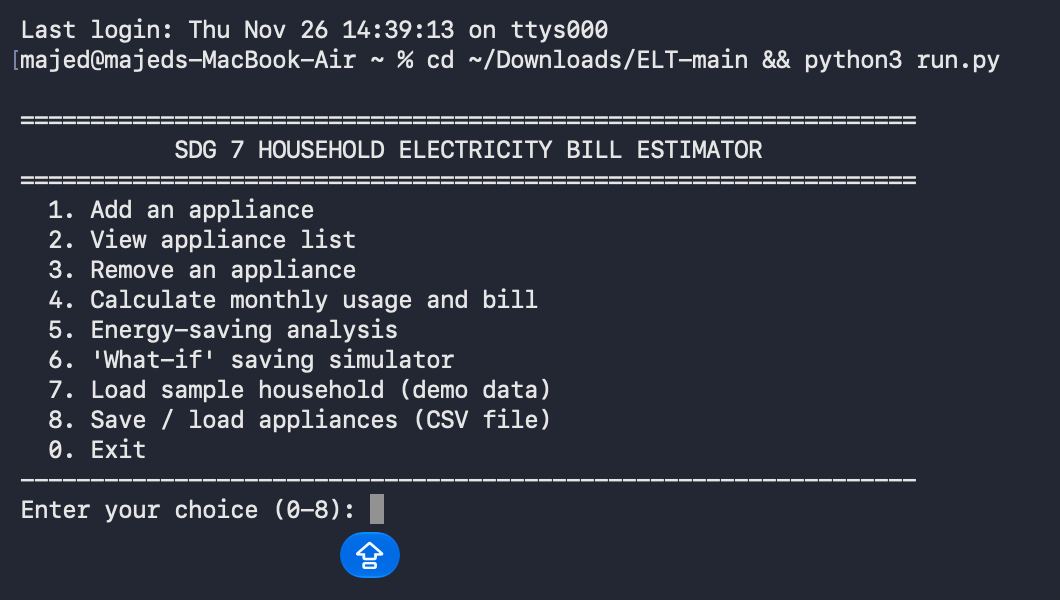 Last login: Thu Nov 26 14:39:13 on ttys000
[majed@majeds-MacBook-Air ~ % cd ~/Downloads/ELT-main && python3 run.py
================================================================
SDG 7 HOUSEHOLD ELECTRICITY BILL ESTIMATOR
================================================================
1. Add an appliance
2. View appliance list
3. Remove an appliance
4. Calculate monthly usage and bill
5. Energy-saving analysis
6. 'What-if' saving simulator
7. Load sample household (demo data)
8. Save / load appliances (CSV file)
0. Exit
----------------------------------------------------------------
Enter your choice (0-8):